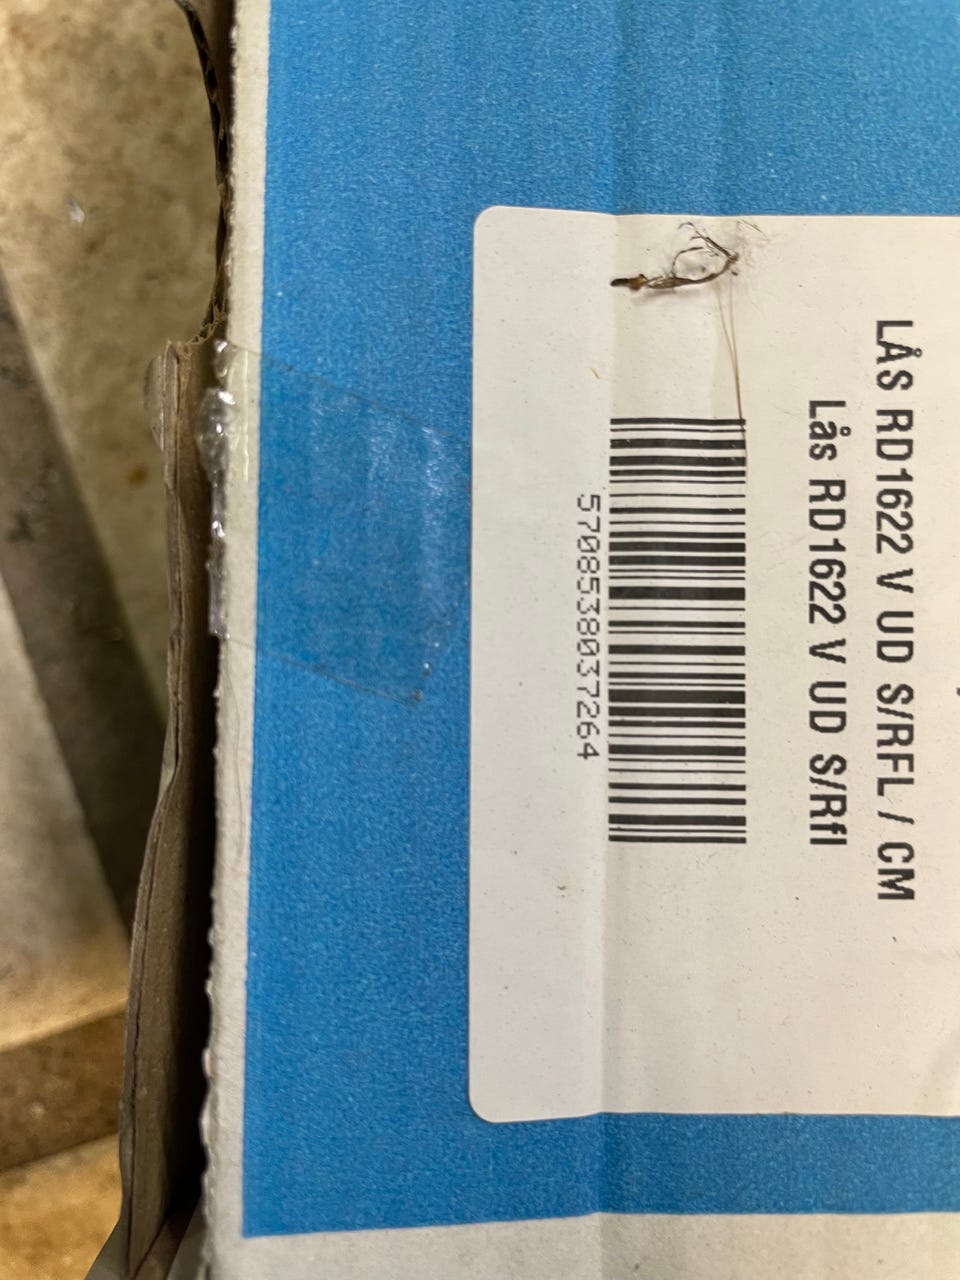 LÅS RD1622 V UD S/RFL / CM
Lås RD1622 V UD S/Rfl
5708538037264